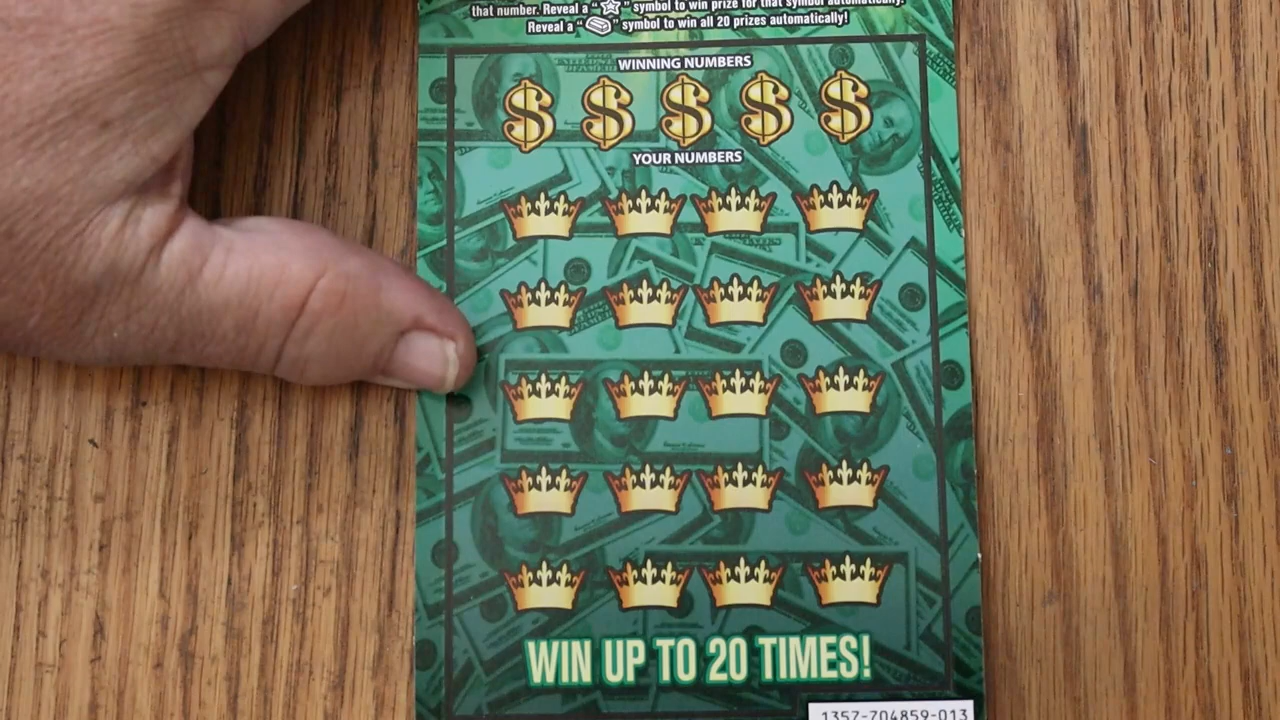 that number. Reveal a " " symbol to win prize for that symbol automatically.
Reveal a " " symbol to win all 20 prizes automatically!
WINNING NUMBERS
$ $ $ $ $
YOUR NUMBERS
WIN UP TO 20 TIMES!
1357-704859-013